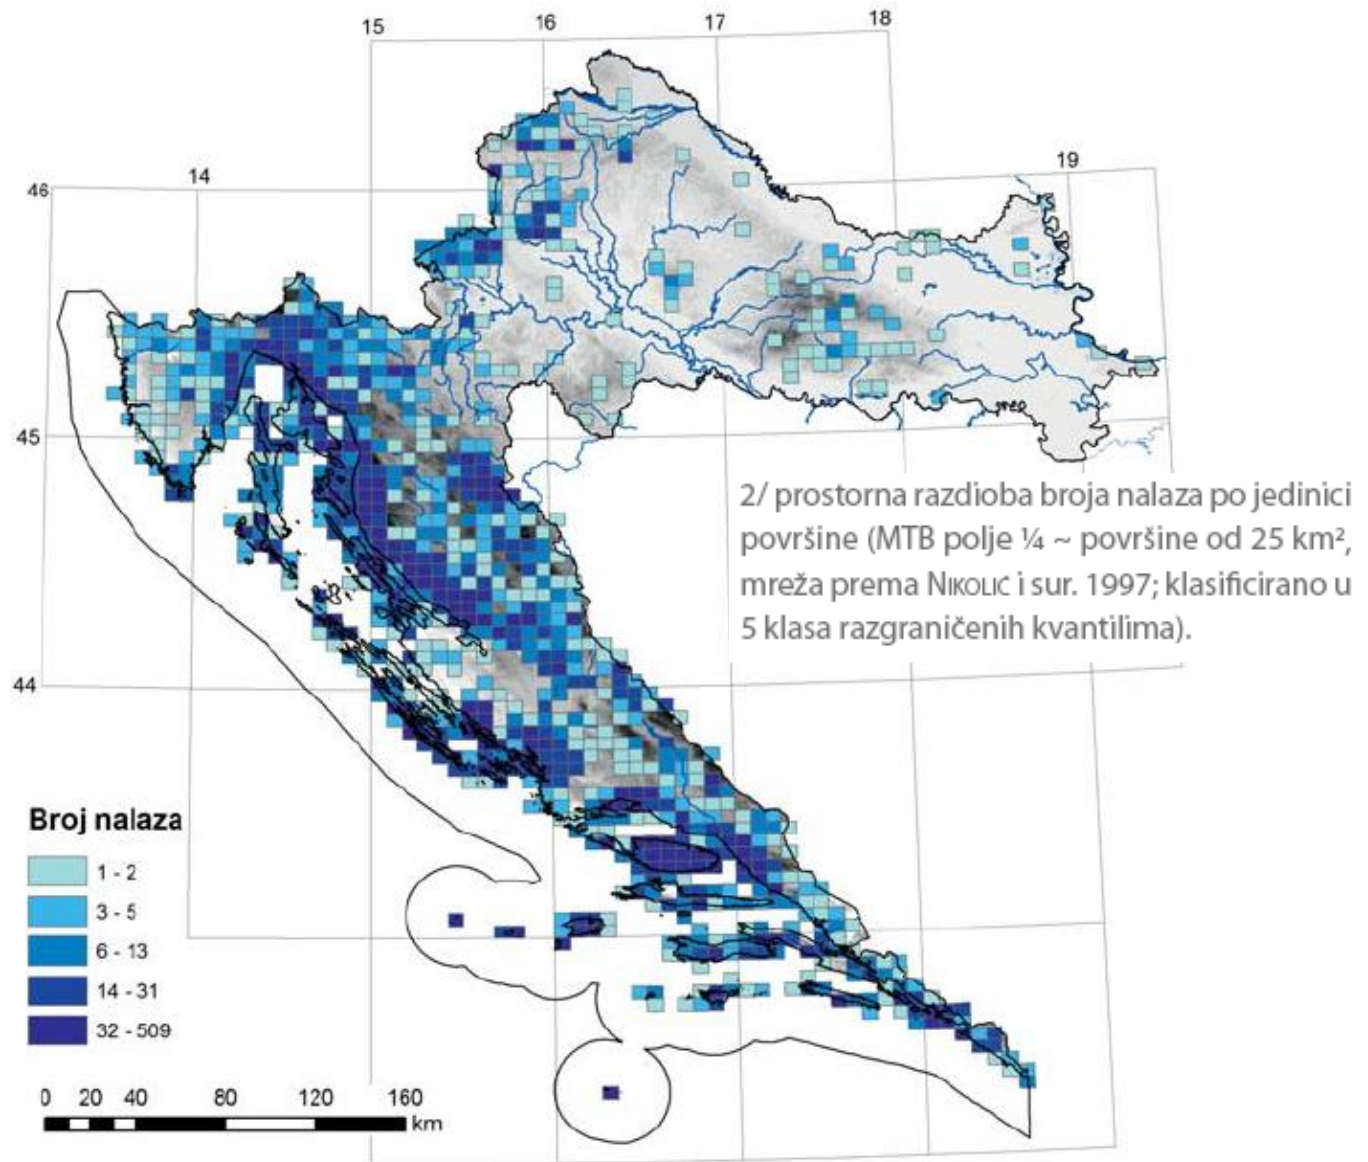 15
16
17
18
14
19
46
45
44
2/ prostorna razdioba broja nalaza po jedinici
površine (MTB polje ¼ ~ površine od 25 km²,
mreža prema NIKOLIĆ i sur. 1997; klasificirano u
5 klasa razgraničenih kvantilima).
Broj nalaza
1 - 2
3 - 5
6 - 13
14 - 31
32 - 509
0 20 40 80 120 160
km